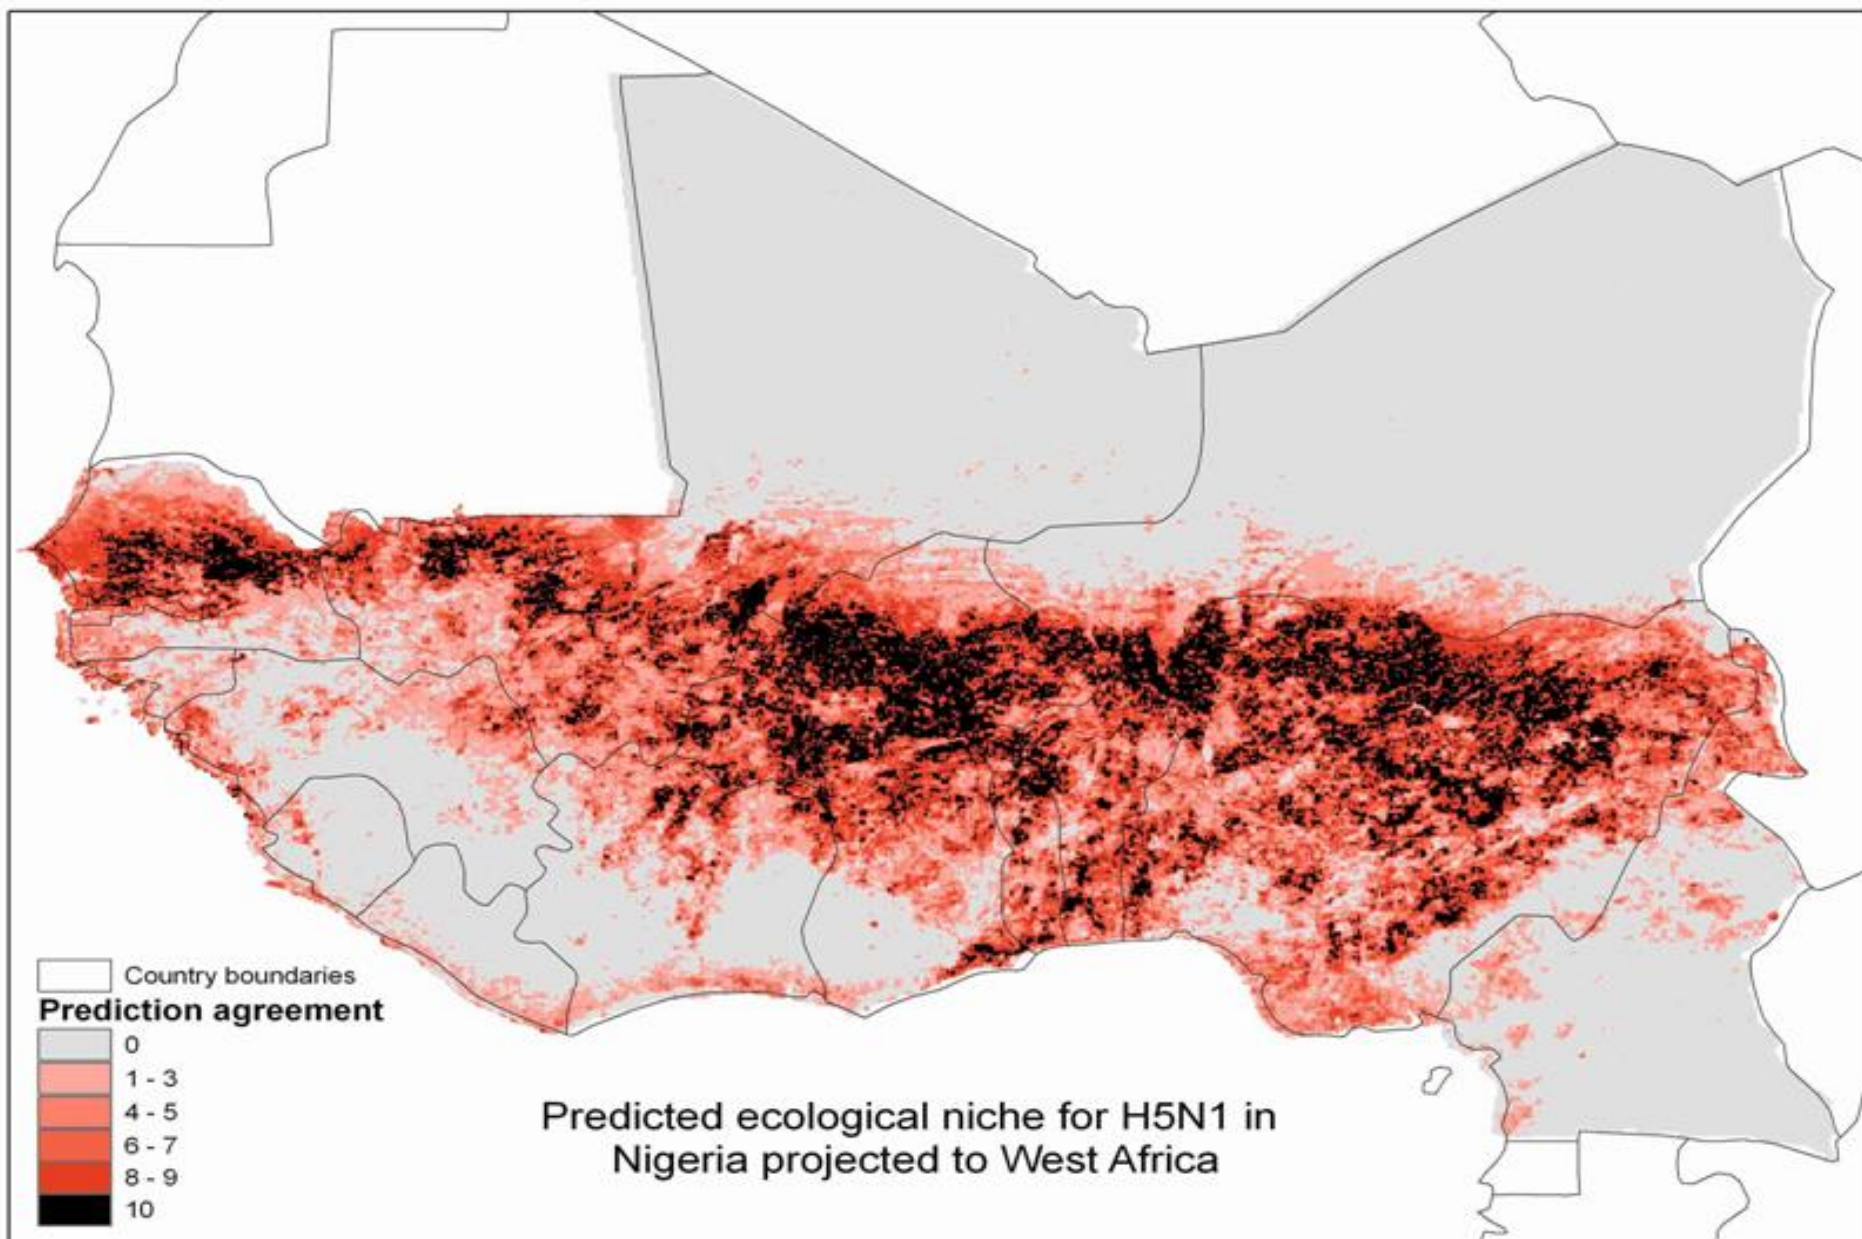 Country boundaries
Prediction agreement
0
1 - 3
4 - 5
6 - 7
8 - 9
10
Predicted ecological niche for H5N1 in
Nigeria projected to West Africa